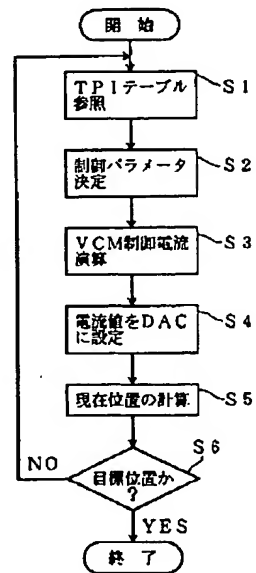 開始
TPIテーブル
参照
S1
制御パラメータ
決定
S2
VCM制御電流
演算
S3
電流値をDAC
に設定
S4
現在位置の計算
S5
S6
目標位置か
?
NO
YES
終了